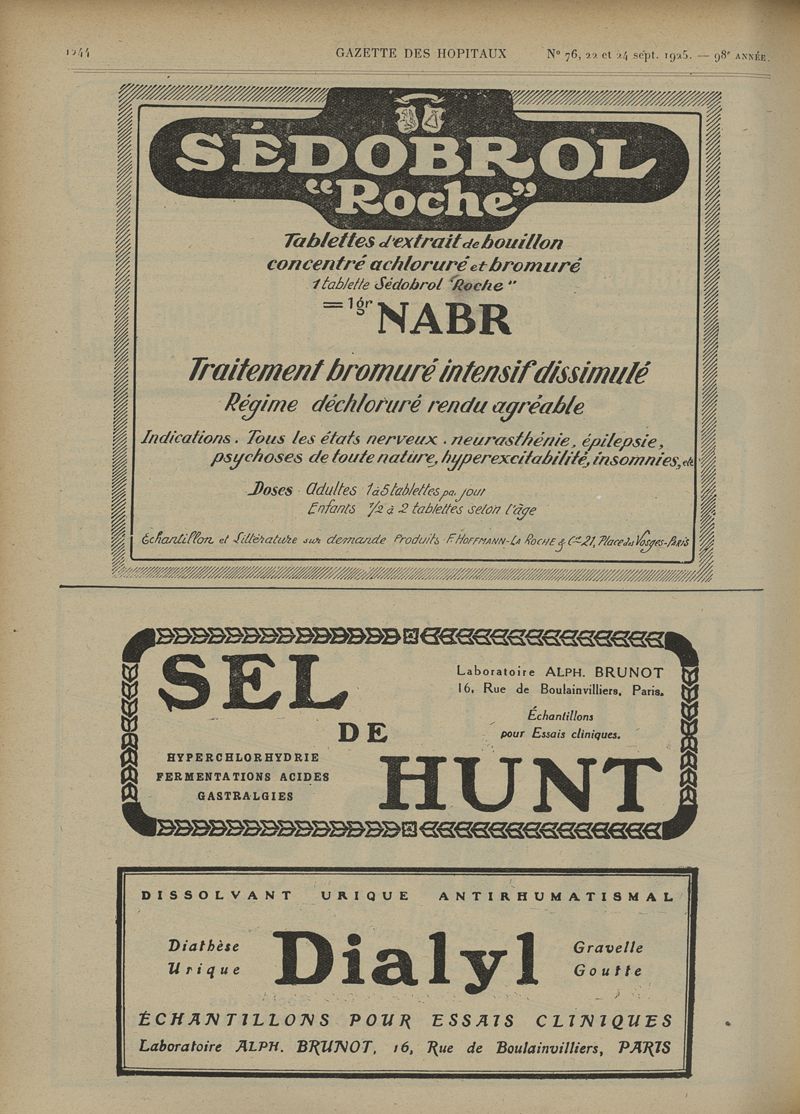 1244 GAZETTE DES HOPITAUX N° 76, 22 et 24 sept. 1925. — 98e ANNÉE.
SÉDOBROL
“Roche”
Tablettes d'extrait de bouillon
concentré achloruré et bromuré
1 tablette Sédobrol “Roche”
= 1gr NABR
Traitement bromuré intensif dissimulé
Régime déchloruré rendu agréable
Indications. Tous les états nerveux. neurasthénie, épilepsie,
psychoses de toute nature, hyperexcitabilité, insomnies, etc
Doses Adultes 1 à 5 tablettes pa. jour
Enfants 1/2 à 2 tablettes selon l'âge
Échantillon et Littérature sur demande Produits F. HOFFMANN-LA ROCHE & Cie 21, Place des Vosges-Paris
SEL
DE
HUNT
Laboratoire ALPH. BRUNOT
16, Rue de Boulainvilliers, Paris.
Échantillons
pour Essais cliniques.
HYPERCHLORHYDRIE
FERMENTATIONS ACIDES
GASTRALGIES
DISSOLVANT URIQUE ANTIRHUMATISMAL
Diathèse
Urique
Dialyl
Gravelle
Goutte
ÉCHANTILLONS POUR ESSAIS CLINIQUES
Laboratoire ALPH. BRUNOT, 16, Rue de Boulainvilliers, PARIS